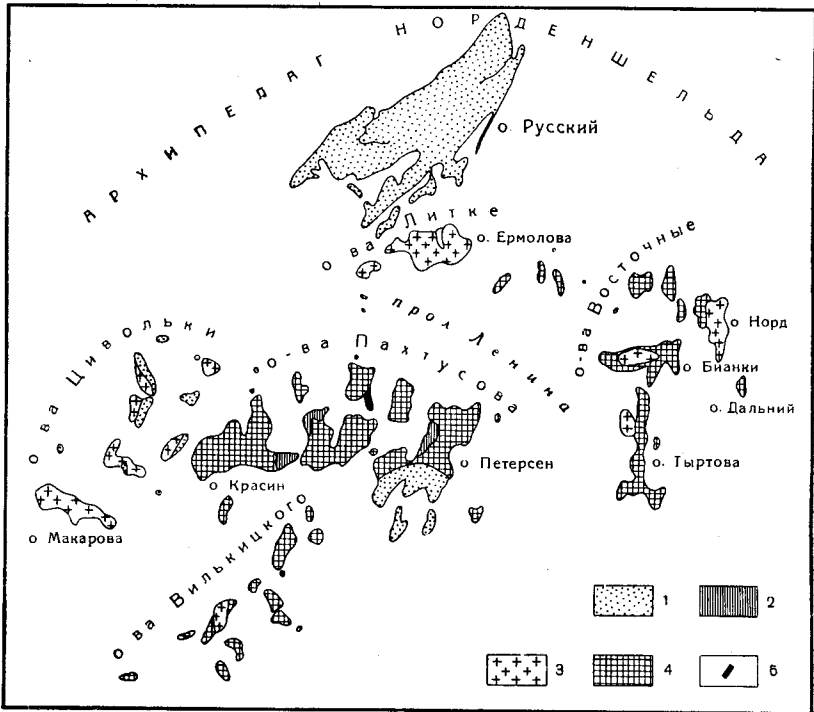 АРХИПЕЛАГ НОРДЕНШЕЛЬДА
о. Русский
о-ва Литке
о. Ермолова
о-ва Восточные
прол Ленина
о-ва Цивольки
о-ва Пахтусова
о Норд
о. Бианки
о. Дальний
о. Тыртова
о Петерсен
о Красин
о Макарова
о-ва Вилькицкого
1
2
3
4
5